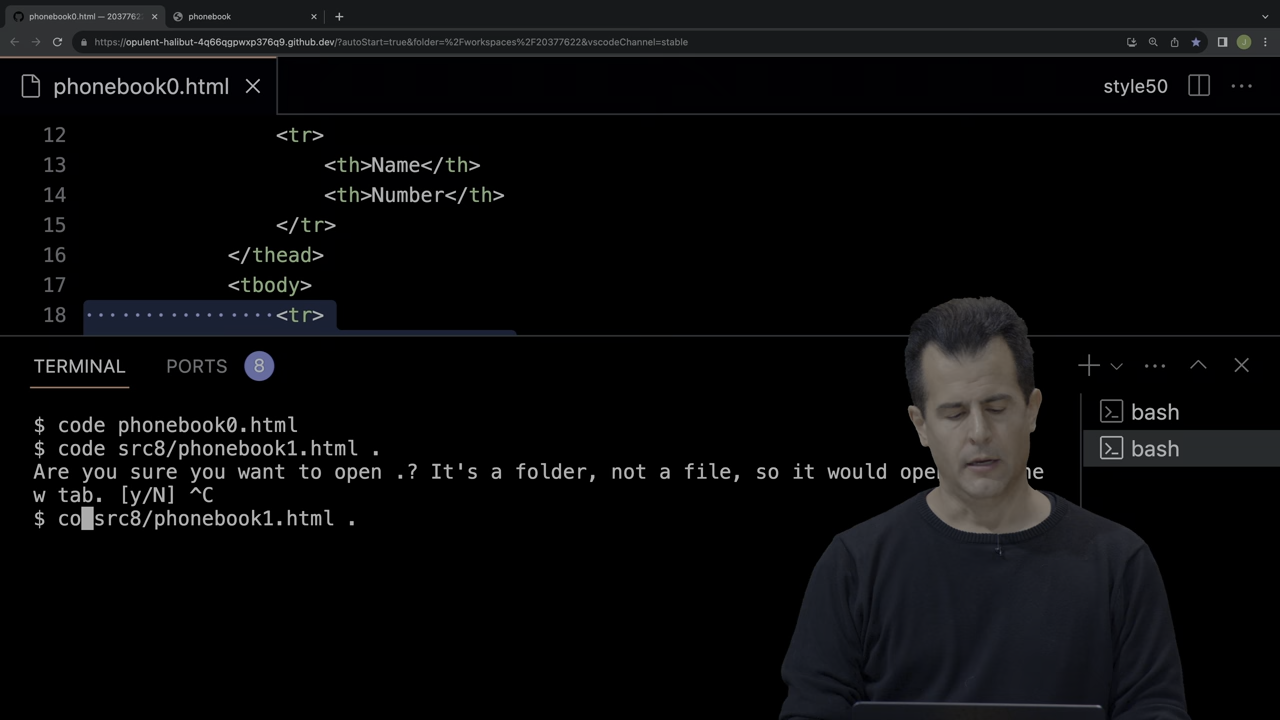 phonebook0.html — 2037762
phonebook
https://opulent-halibut-4q66qgpwxp376q9.github.dev/?autoStart=true&folder=%2Fworkspaces%2F20377622&vscodeChannel=stable
J
phonebook0.html
style50
12 <tr>
13 <th>Name</th>
14 <th>Number</th>
15 </tr>
16 </thead>
17 <tbody>
18 ················<tr>
TERMINAL
PORTS
8
$ code phonebook0.html
$ code src8/phonebook1.html .
Are you sure you want to open .? It's a folder, not a file, so it would ope
w tab. [y/N] ^C
$ co src8/phonebook1.html .
bash
bash